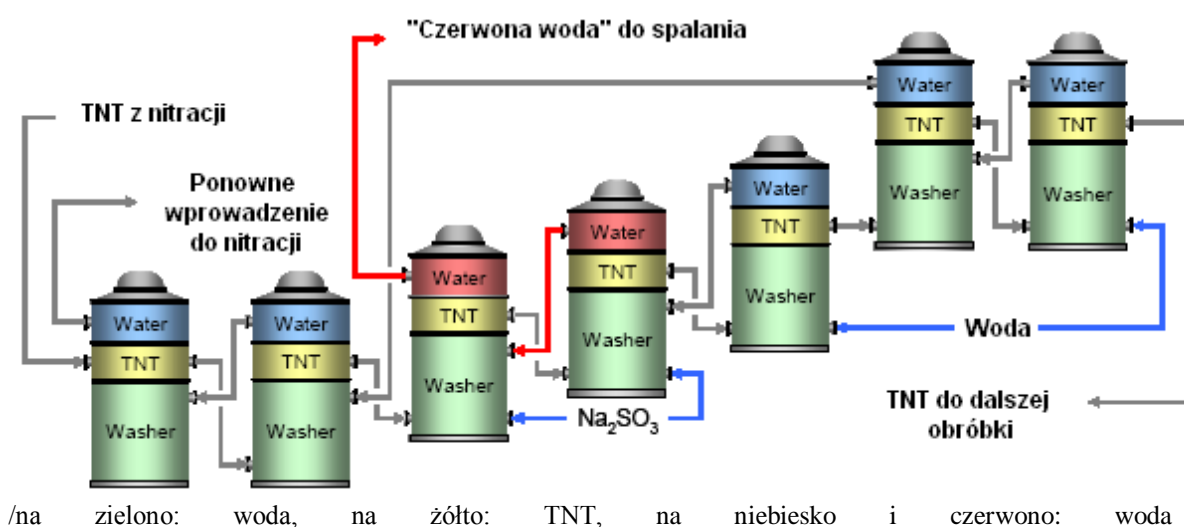 "Czerwona woda" do spalania
TNT z nitracji
Ponowne
wprowadzenie
do nitracji
Water
TNT
Washer
Water
TNT
Washer
Water
TNT
Washer
Water
TNT
Washer
Water
TNT
Washer
Water
TNT
Washer
Water
TNT
Washer
Woda
Na₂SO₃
TNT do dalszej
obróbki
/na zielono: woda, na żółto: TNT, na niebiesko i czerwono: woda